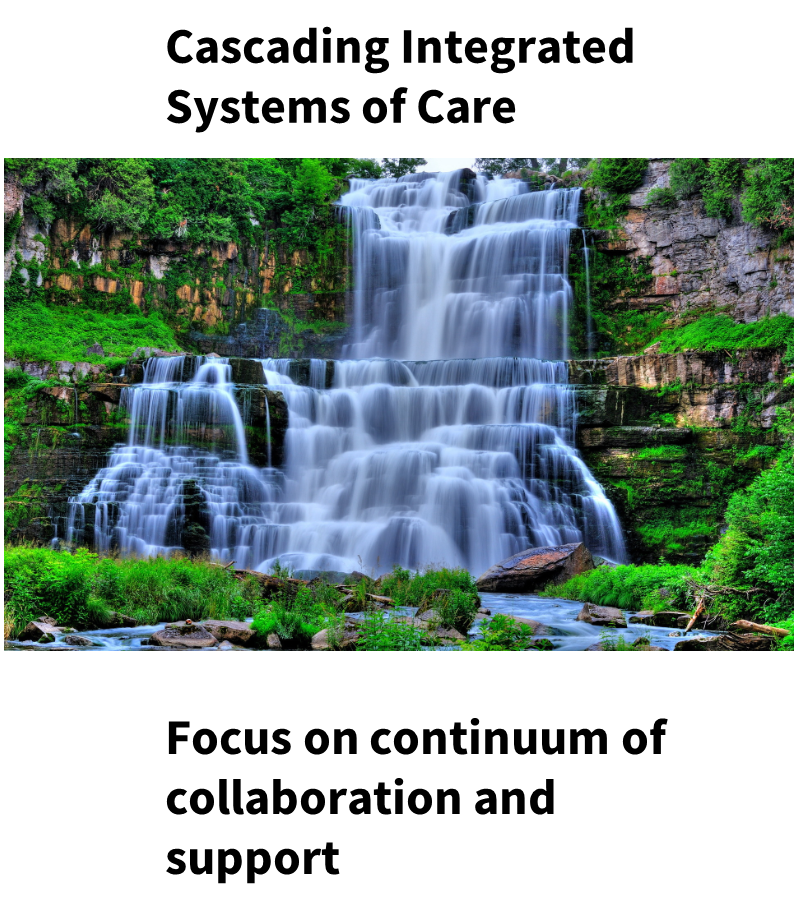 Cascading Integrated
Systems of Care
Focus on continuum of
collaboration and
support